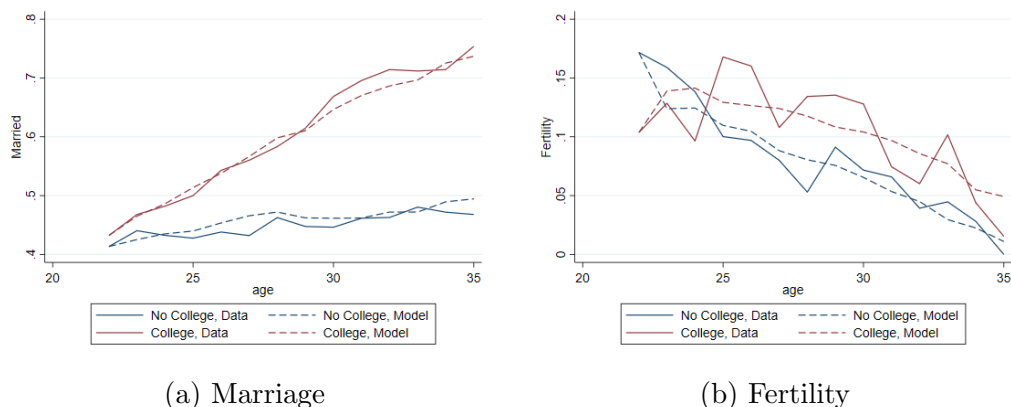 .8
.7
.6
.5
.4
Married
20
25
30
35
age
No College, Data
No College, Model
College, Data
College, Model
(a) Marriage
.2
.15
.1
.05
0
Fertility
20
25
30
35
age
No College, Data
No College, Model
College, Data
College, Model
(b) Fertility